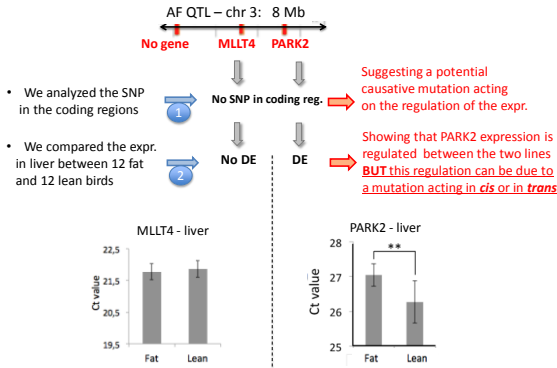 AF QTL – chr 3: 8 Mb
No gene MLLT4 PARK2
• We analyzed the SNP
in the coding regions
1
No SNP in coding reg.
Suggesting a potential
causative mutation acting
on the regulation of the expr.
• We compared the expr.
in liver between 12 fat
and 12 lean birds
2
No DE DE
Showing that PARK2 expression is
regulated between the two lines
BUT this regulation can be due to
a mutation acting in cis or in trans
MLLT4 - liver
Ct value
22,5
21,5
20,5
19,5
Fat Lean
PARK2 - liver
Ct value
28
27
26
25
**
Fat Lean